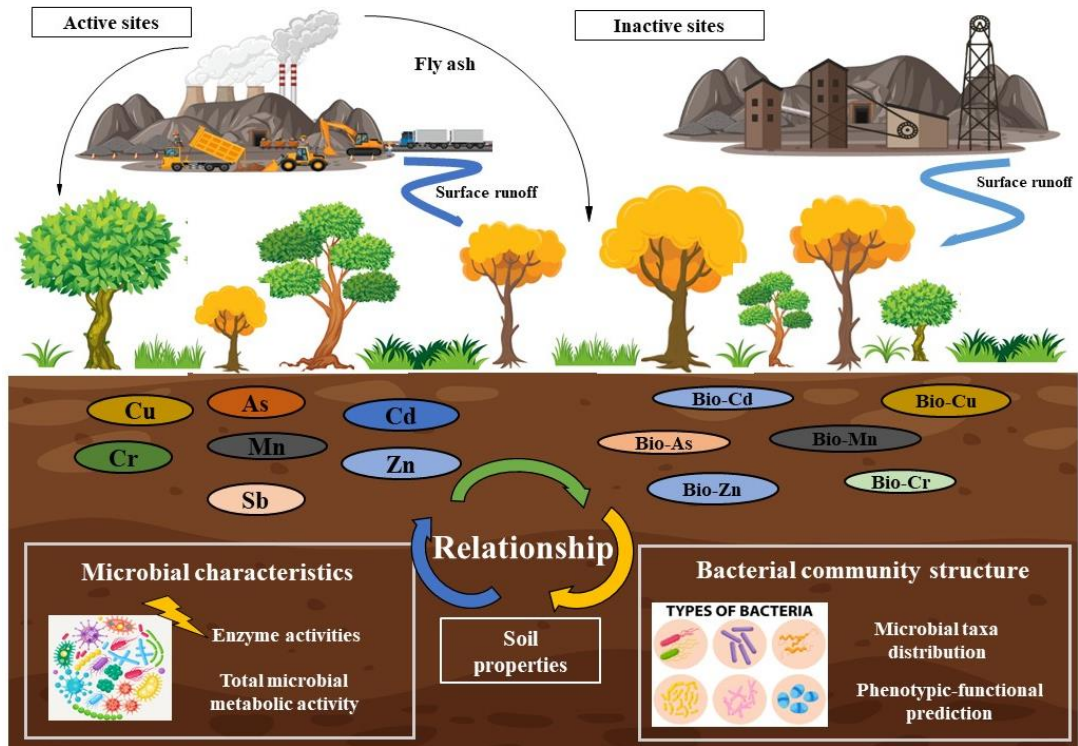 Active sites
Inactive sites
Fly ash
Surface runoff
Surface runoff
Cu
As
Cd
Cr
Mn
Zn
Sb
Bio-Cd
Bio-Cu
Bio-As
Bio-Mn
Bio-Zn
Bio-Cr
Relationship
Microbial characteristics
Enzyme activities
Total microbial
metabolic activity
Soil
properties
Bacterial community structure
TYPES OF BACTERIA
Microbial taxa
distribution
Phenotypic-functional
prediction